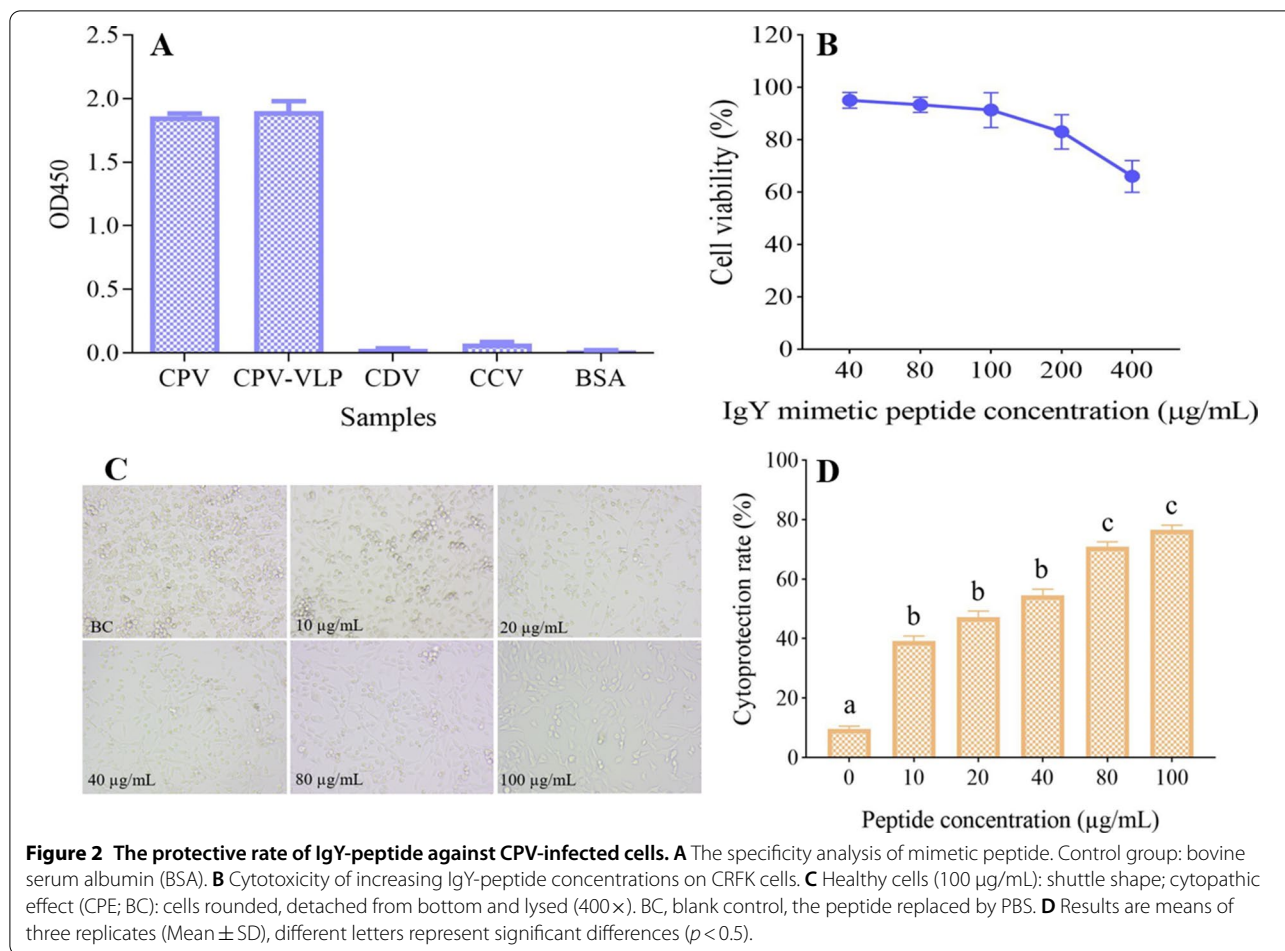 A
2.5
2.0
1.5
1.0
0.5
0.0
OD450
CPV CPV-VLP CDV CCV BSA
Samples
B
120
100
80
60
40
20
0
Cell viability (%)
40 80 100 200 400
IgY mimetic peptide concentration (μg/mL)
C
BC
10 μg/mL
20 μg/mL
40 μg/mL
80 μg/mL
100 μg/mL
D
100
80
60
40
20
0
Cytoprotection rate (%)
a b b b c c
0 10 20 40 80 100
Peptide concentration (μg/mL)
Figure 2 The protective rate of IgY-peptide against CPV-infected cells. A The specificity analysis of mimetic peptide. Control group: bovine
serum albumin (BSA). B Cytotoxicity of increasing IgY-peptide concentrations on CRFK cells. C Healthy cells (100 μg/mL): shuttle shape; cytopathic
effect (CPE; BC): cells rounded, detached from bottom and lysed (400×). BC, blank control, the peptide replaced by PBS. D Results are means of
three replicates (Mean ± SD), different letters represent significant differences (p < 0.5).